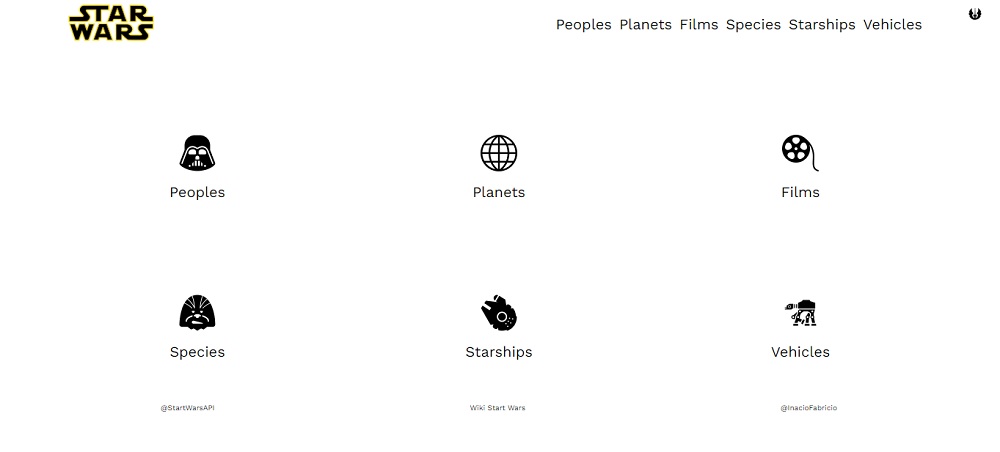 STAR
WARS
Peoples Planets Films Species Starships Vehicles
Peoples
Planets
Films
Species
Starships
Vehicles
@StartWarsAPI
Wiki Start Wars
@InacioFabricio